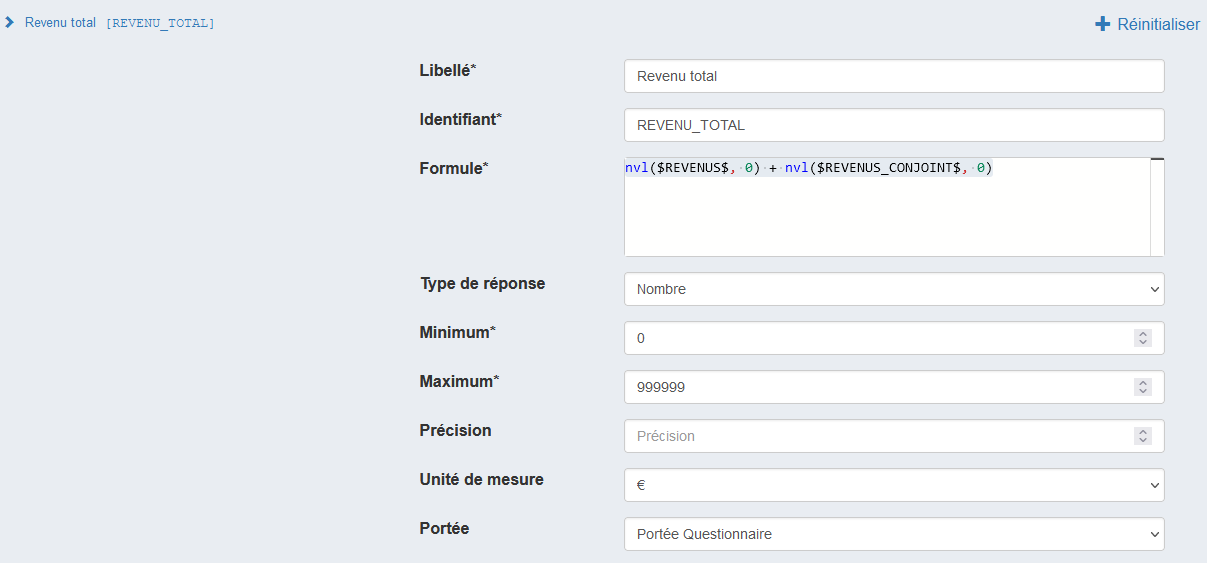 Revenu total [REVENU_TOTAL]
Réinitialiser
Libellé* Revenu total
Identifiant* REVENU_TOTAL
Formule* nvl($REVENUS$, 0) + nvl($REVENUS_CONJOINT$, 0)
Type de réponse Nombre
Minimum* 0
Maximum* 999999
Précision Précision
Unité de mesure €
Portée Portée Questionnaire